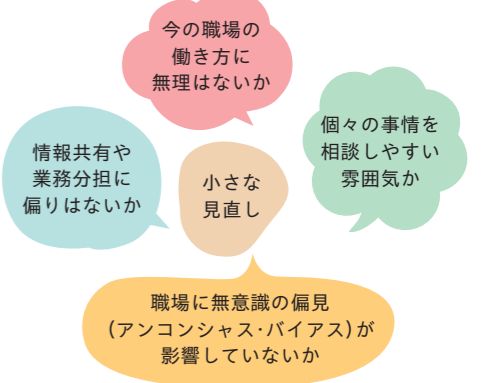 今の職場の
働き方に
無理はないか
個々の事情を
相談しやすい
雰囲気か
情報共有や
業務分担に
偏りはないか
小さな
見直し
職場に無意識の偏見
(アンコンシャス・バイアス)が
影響していないか